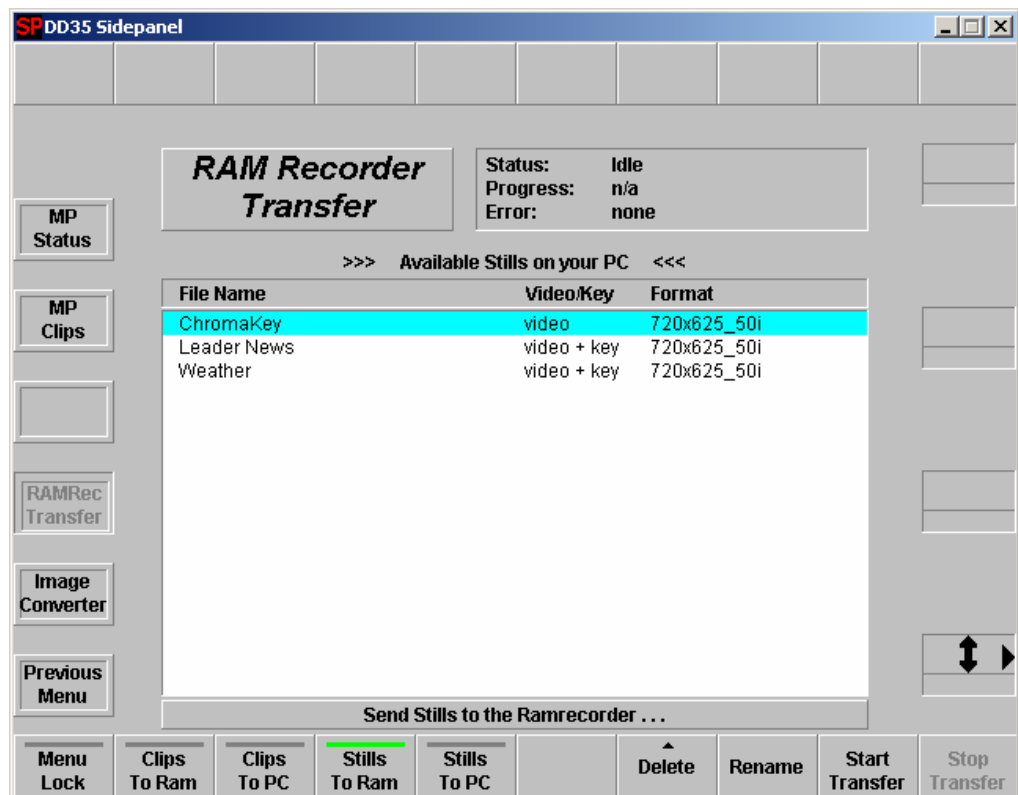 SP DD35 Sidepanel
RAM Recorder
Transfer
Status: Idle
Progress: n/a
Error: none
MP
Status
>>> Available Stills on your PC <<<
MP
Clips
File Name Video/Key Format
ChromaKey video 720x625_50i
Leader News video + key 720x625_50i
Weather video + key 720x625_50i
RAMRec
Transfer
Image
Converter
Previous
Menu
Send Stills to the Ramrecorder . . .
Menu
Lock
Clips
To Ram
Clips
To PC
Stills
To Ram
Stills
To PC
Delete
Rename
Start
Transfer
Stop
Transfer